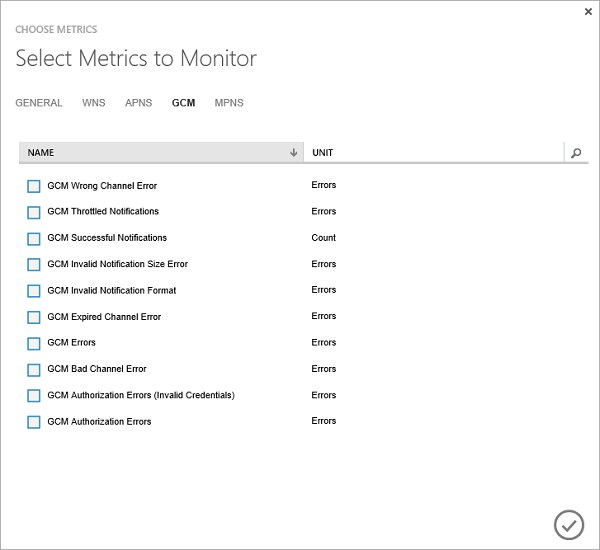 CHOOSE METRICS
Select Metrics to Monitor
GENERAL WNS APNS GCM MPNS
NAME UNIT
GCM Wrong Channel Error Errors
GCM Throttled Notifications Errors
GCM Successful Notifications Count
GCM Invalid Notification Size Error Errors
GCM Invalid Notification Format Errors
GCM Expired Channel Error Errors
GCM Errors Errors
GCM Bad Channel Error Errors
GCM Authorization Errors (Invalid Credentials) Errors
GCM Authorization Errors Errors